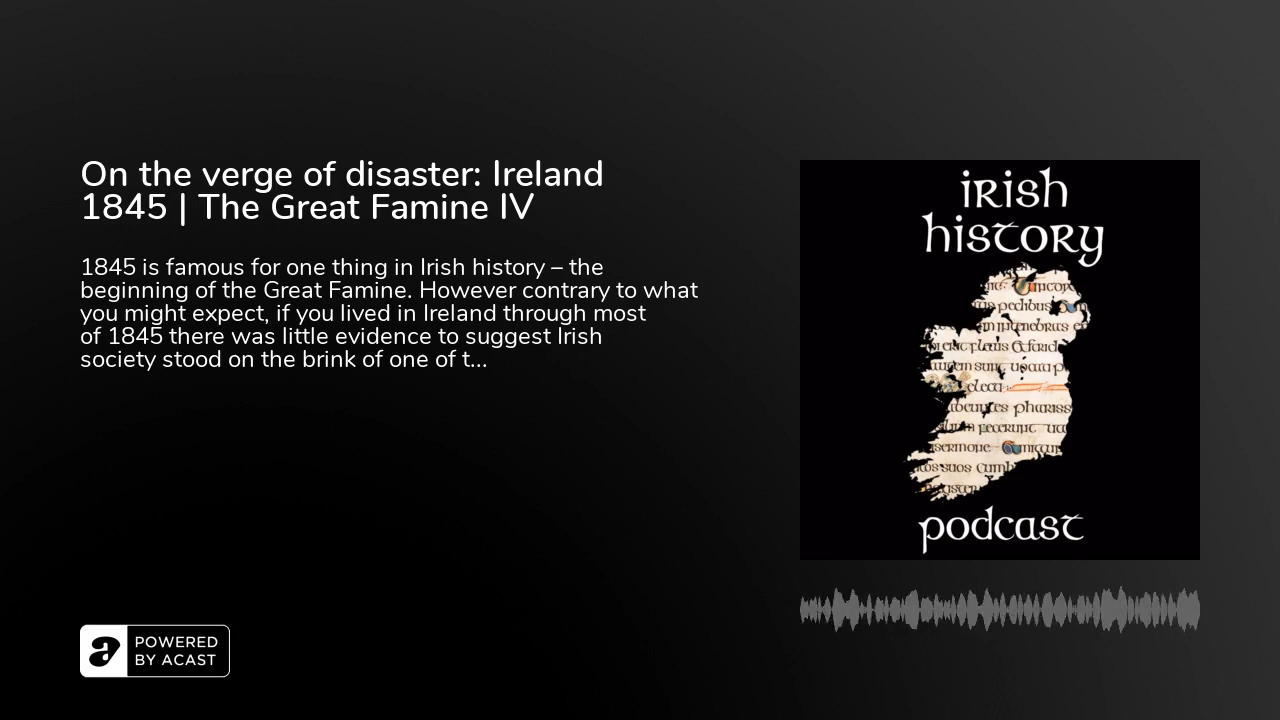 On the verge of disaster: Ireland
1845 | The Great Famine IV
1845 is famous for one thing in Irish history – the
beginning of the Great Famine. However contrary to what
you might expect, if you lived in Ireland through most
of 1845 there was little evidence to suggest Irish
society stood on the brink of one of t...
irish
history
podcast
POWERED
BY ACAST